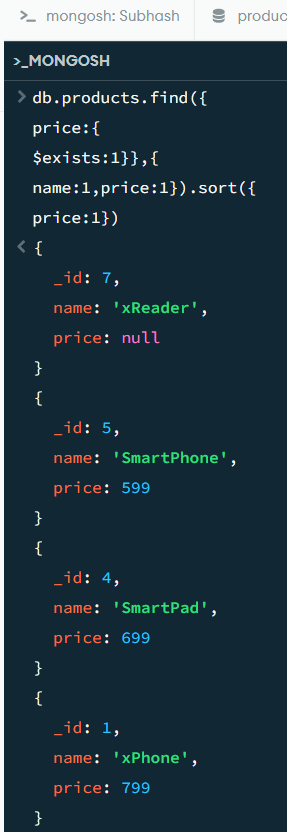 >_ mongosh: Subhash produc
>_MONGOSH
> db.products.find({
price:{
$exists:1}},{
name:1,price:1}).sort({
price:1})
< {
_id: 7,
name: 'xReader',
price: null
}
{
_id: 5,
name: 'SmartPhone',
price: 599
}
{
_id: 4,
name: 'SmartPad',
price: 699
}
{
_id: 1,
name: 'xPhone',
price: 799
}